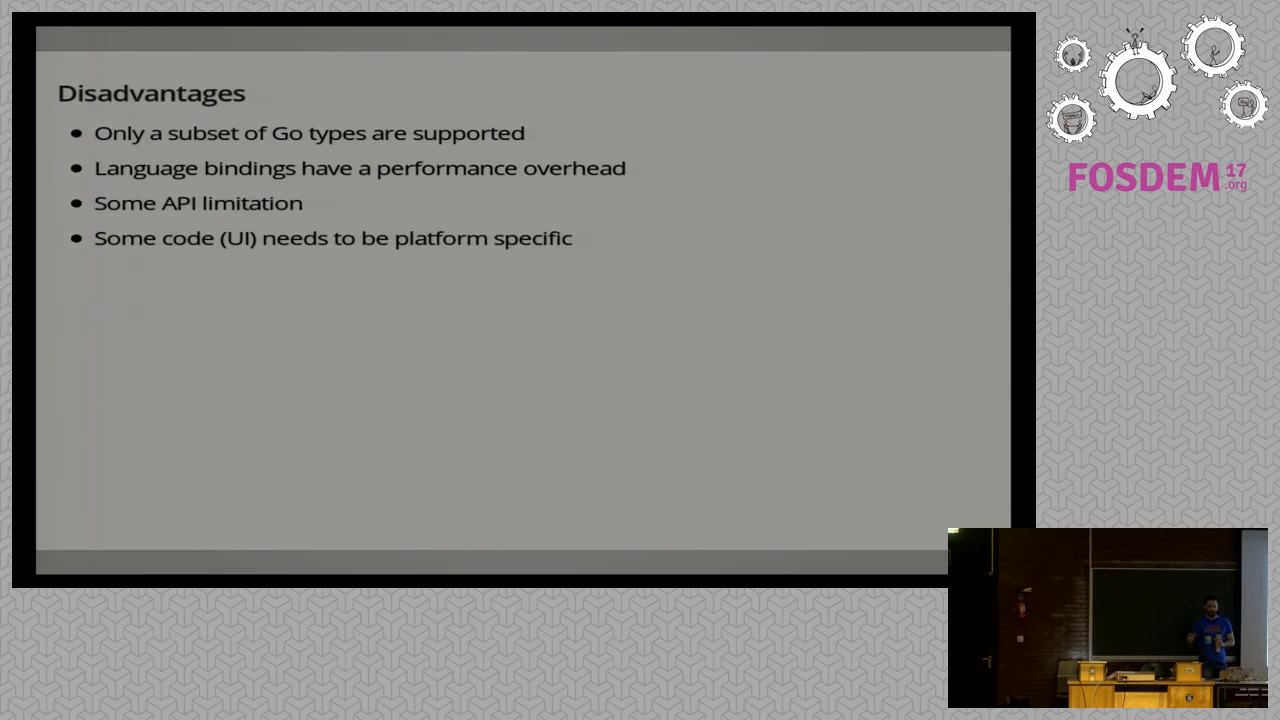 Disadvantages
• Only a subset of Go types are supported
• Language bindings have a performance overhead
• Some API limitation
• Some code (UI) needs to be platform specific
FOSDEM 17
.org